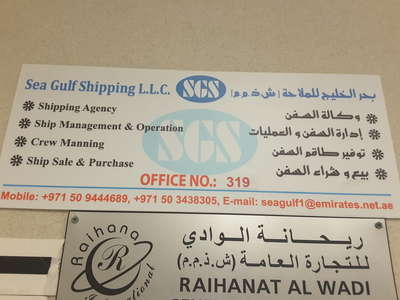 Sea Gulf Shipping L.L.C. SGS بحر الخليج للملاحة (ش.ذ.م.م)
Shipping Agency
Ship Management & Operation
Crew Manning
Ship Sale & Purchase
وكالة السفن
إدارة السفن و العمليات
توفير طاقم السفن
بيع و شراء السفن
SGS
OFFICE NO.: 319
Mobile: +971 50 9444689, +971 50 3438305, E-mail: seagulf1@emirates.net.ae
Raihana
R
ريحانة الوادي
للتجارة العامة (ش.ذ.م.م)
RAIHANAT AL WADI